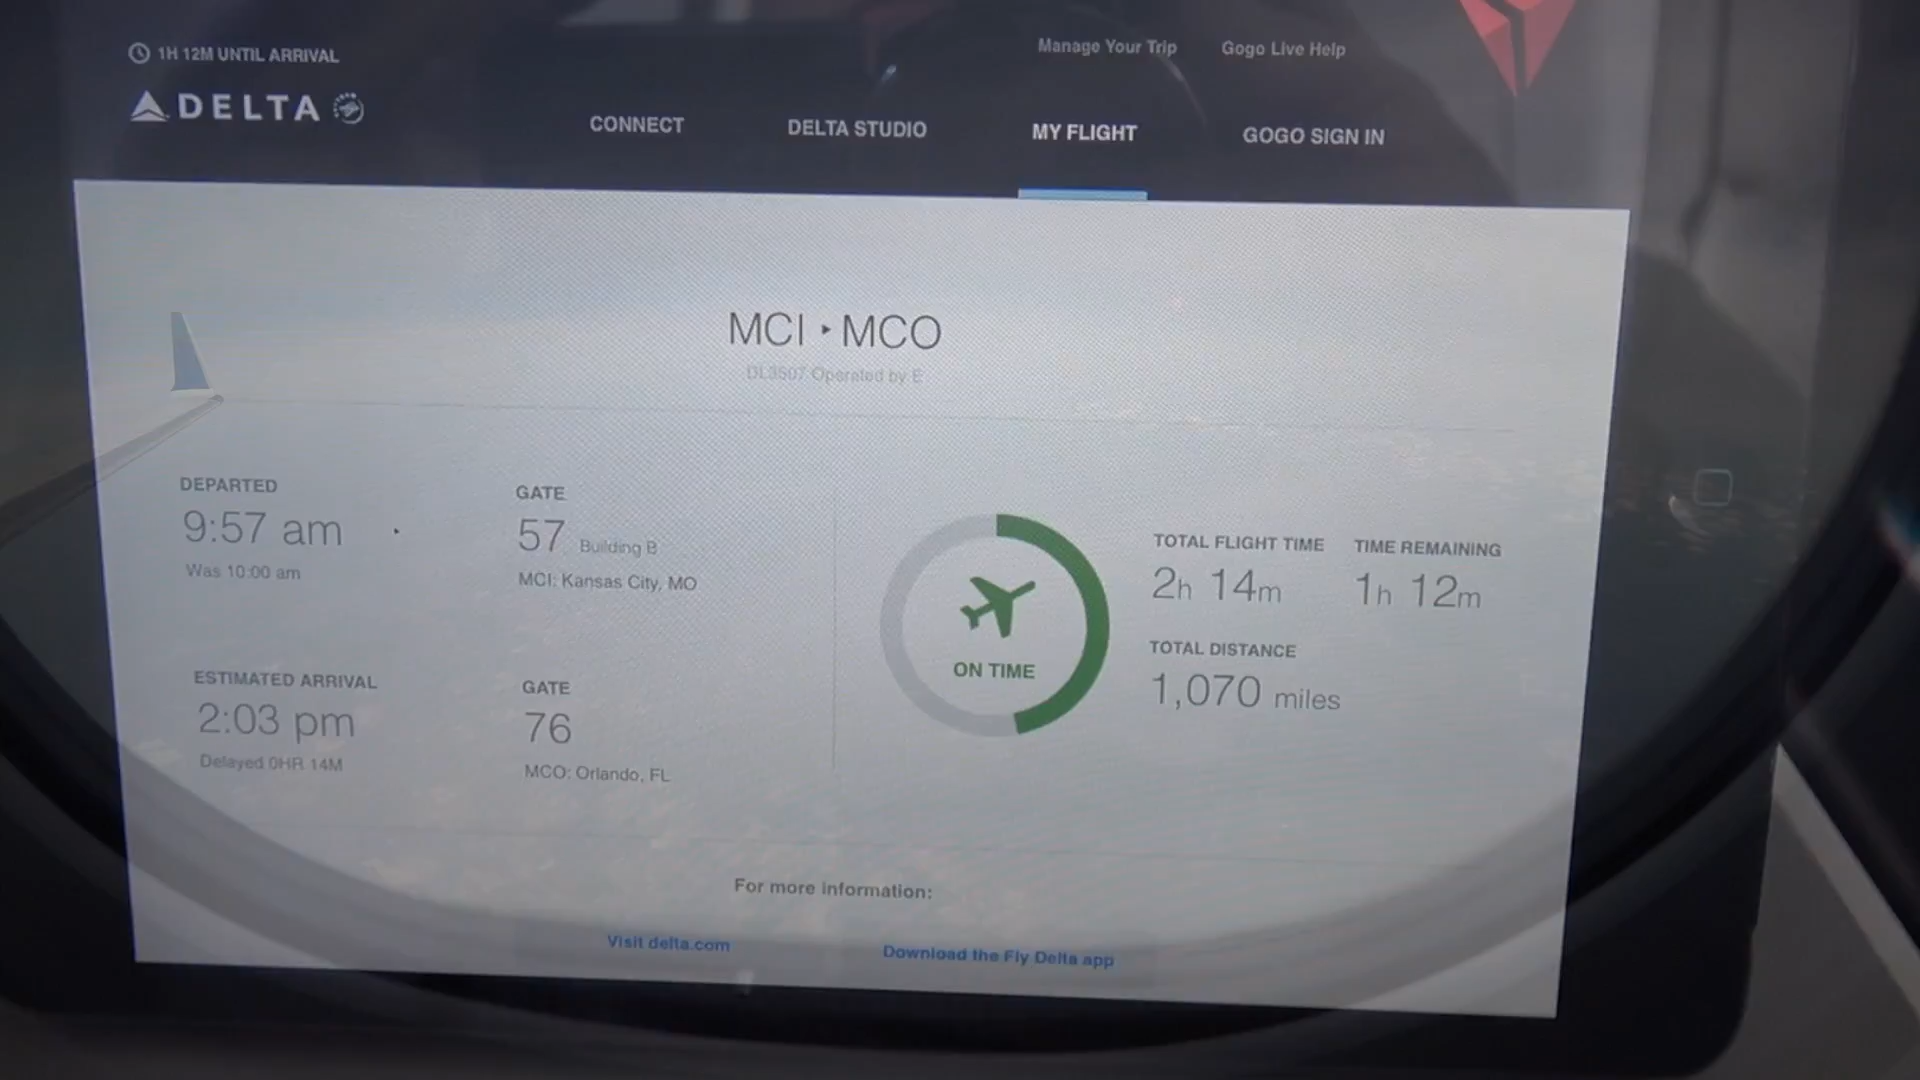 1H 12M UNTIL ARRIVAL
Manage Your Trip
Gogo Live Help
DELTA
CONNECT
DELTA STUDIO
MY FLIGHT
GOGO SIGN IN
MCI ▸ MCO
DL3507 Operated by E
DEPARTED
9:57 am
Was 10:00 am
GATE
57 Building B
MCI: Kansas City, MO
ESTIMATED ARRIVAL
2:03 pm
Delayed 0HR 14M
GATE
76
MCO: Orlando, FL
ON TIME
TOTAL FLIGHT TIME
2h 14m
TIME REMAINING
1h 12m
TOTAL DISTANCE
1,070 miles
For more information:
Visit delta.com
Download the Fly Delta app